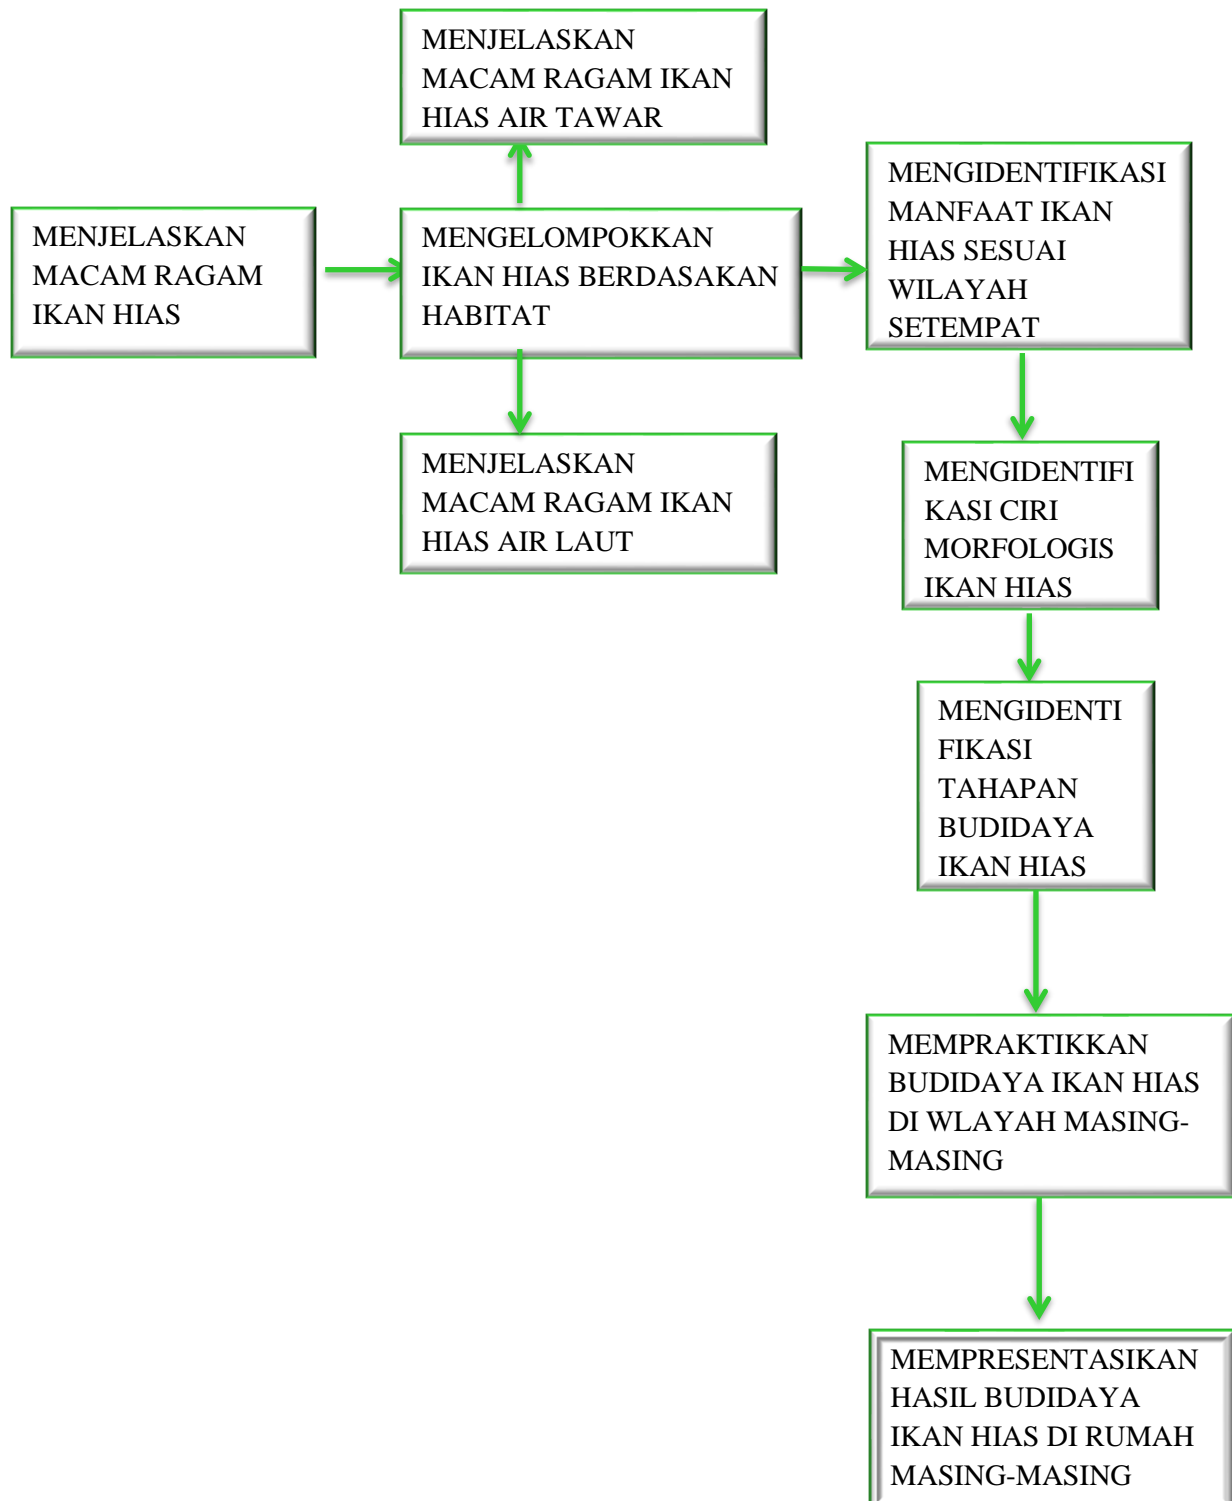 MENJELASKAN
MACAM RAGAM IKAN
HIAS AIR TAWAR
MENJELASKAN
MACAM RAGAM
IKAN HIAS
MENGELOMPOKKAN
IKAN HIAS BERDASAKAN
HABITAT
MENGIDENTIFIKASI
MANFAAT IKAN
HIAS SESUAI
WILAYAH
SETEMPAT
MENJELASKAN
MACAM RAGAM IKAN
HIAS AIR LAUT
MENGIDENTIFI
KASI CIRI
MORFOLOGIS
IKAN HIAS
MENGIDENTI
FIKASI
TAHAPAN
BUDIDAYA
IKAN HIAS
MEMPRAKTIKKAN
BUDIDAYA IKAN HIAS
DI WLAYAH MASING-
MASING
MEMPRESENTASIKAN
HASIL BUDIDAYA
IKAN HIAS DI RUMAH
MASING-MASING